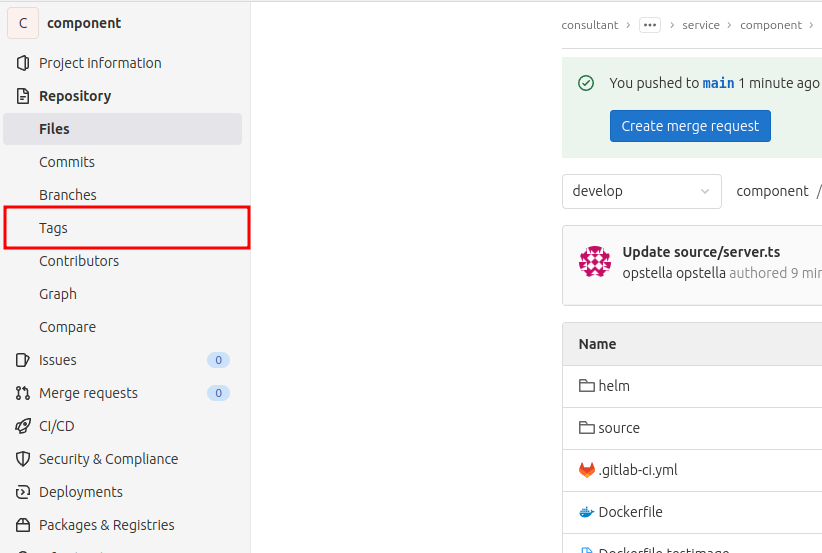 C component
Project information
Repository
Files
Commits
Branches
Tags
Contributors
Graph
Compare
Issues 0
Merge requests 0
CI/CD
Security & Compliance
Deployments
Packages & Registries
consultant › ••• › service › component ›
You pushed to main 1 minute ago
Create merge request
develop component /
Update source/server.ts
opstella opstella authored 9 min
Name
helm
source
.gitlab-ci.yml
Dockerfile
Dockerfile.testimage